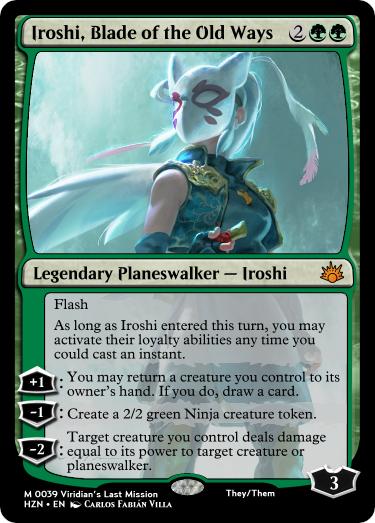 Iroshi, Blade of the Old Ways 2
Legendary Planeswalker — Iroshi
Flash
As long as Iroshi entered this turn, you may
activate their loyalty abilities any time you
could cast an instant.
+1 : You may return a creature you control to its
owner's hand. If you do, draw a card.
-1 : Create a 2/2 green Ninja creature token.
-2 : Target creature you control deals damage
equal to its power to target creature or
planeswalker.
3
M 0039 Viridian's Last Mission They/Them
HZN • EN Carlos Fabián Villa